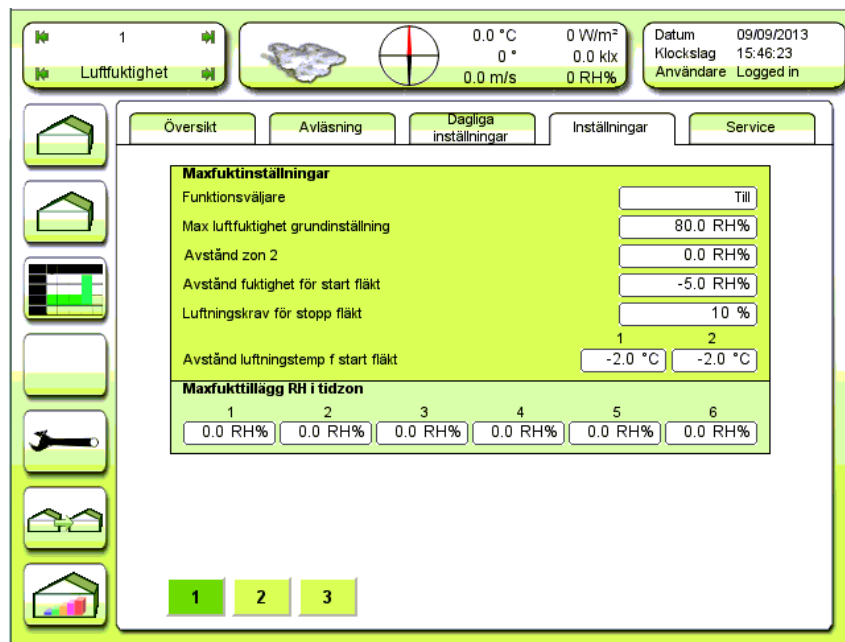 1
Luftfuktighet
0.0 °C 0 W/m²
0 ° 0.0 klx
0.0 m/s 0 RH%
Datum 09/09/2013
Klockslag 15:46:23
Användare Logged in
Översikt
Avläsning
Dagliga
inställningar
Inställningar
Service
Maxfuktinställningar
Funktionsväljare Till
Max luftfuktighet grundinställning 80.0 RH%
Avstånd zon 2 0.0 RH%
Avstånd fuktighet för start fläkt -5.0 RH%
Luftningskrav för stopp fläkt 10 %
1 2
Avstånd luftningstemp f start fläkt -2.0 °C -2.0 °C
Maxfukttillägg RH i tidzon
1 2 3 4 5 6
0.0 RH% 0.0 RH% 0.0 RH% 0.0 RH% 0.0 RH% 0.0 RH%
1 2 3